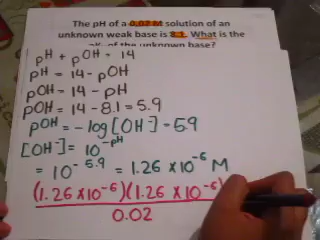 The pH of a 0.02 M solution of an
unknown weak base is 8.1. What is the
of the unknown base?
pH + pOH = 14
pH = 14 - pOH
pOH = 14 - pH
pOH = 14 - 8.1 = 5.9
pOH = -log[OH⁻] = 5.9
[OH⁻] = 10^-pH
= 10^-5.9 = 1.26 × 10^-6 M
(1.26 × 10^-6)(1.26 × 10^-6)
0.02